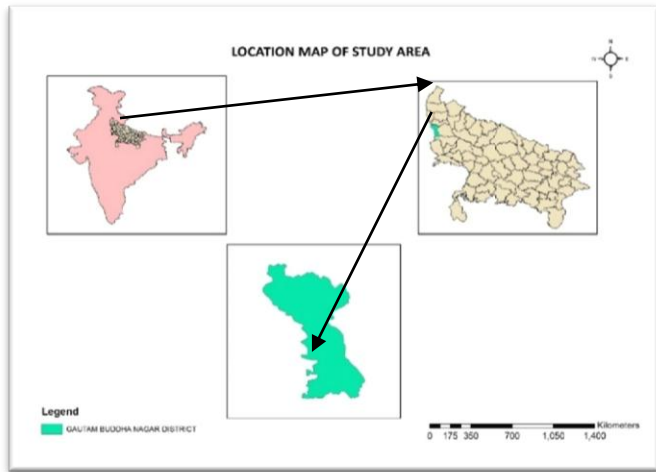 LOCATION MAP OF STUDY AREA
N
S
Legend
GAUTAM BUDDHA NAGAR DISTRICT
Kilometers
0 175 350 700 1,050 1,400